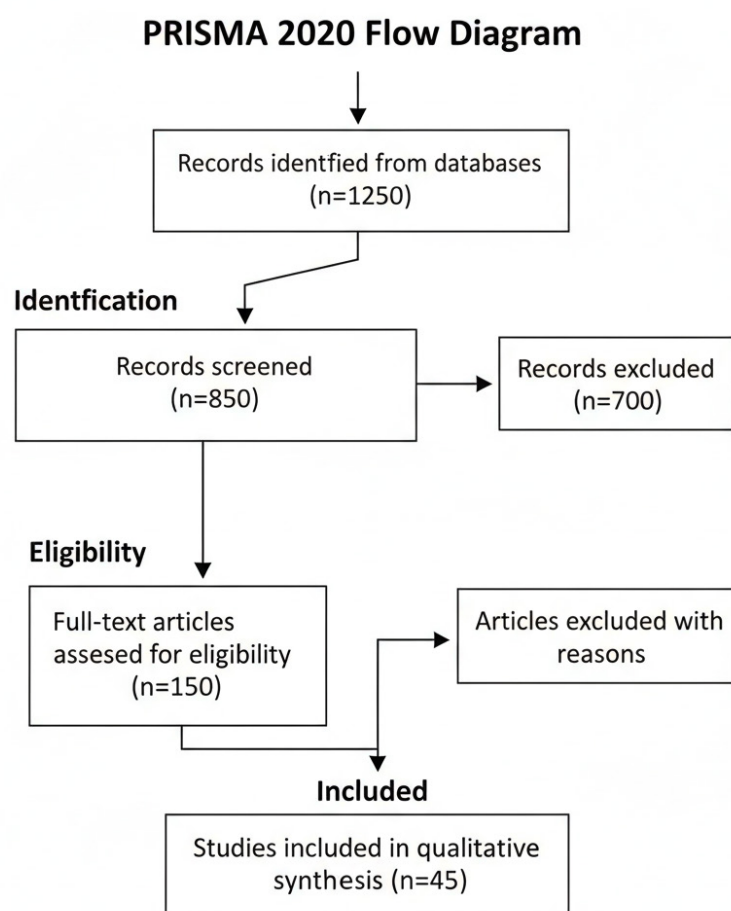 PRISMA 2020 Flow Diagram
Records identfied from databases
(n=1250)
Identfication
Records screened
(n=850)
Records excluded
(n=700)
Eligibility
Full-text articles
assesed for eligibility
(n=150)
Articles excluded with
reasons
Included
Studies included in qualitative
synthesis (n=45)